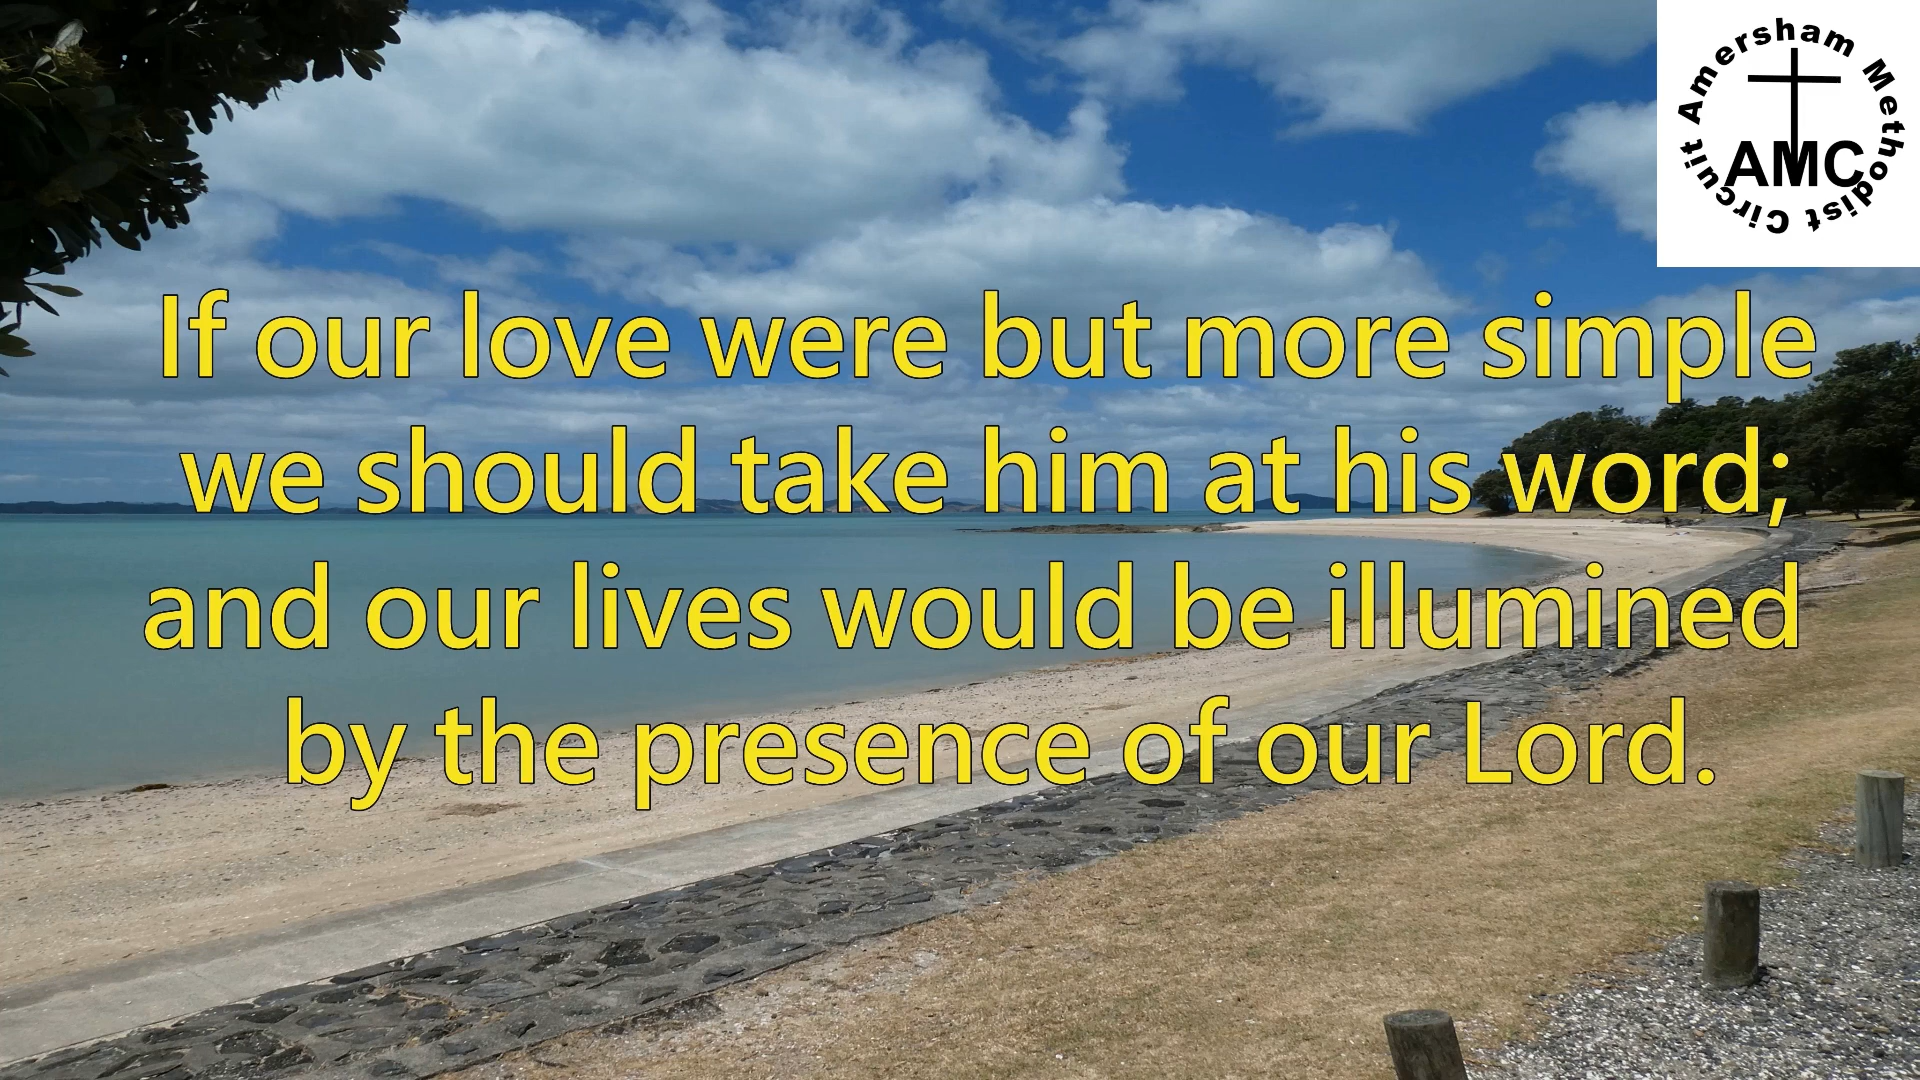 Amersham Methodist Circuit
AMC
If our love were but more simple
we should take him at his word;
and our lives would be illumined
by the presence of our Lord.